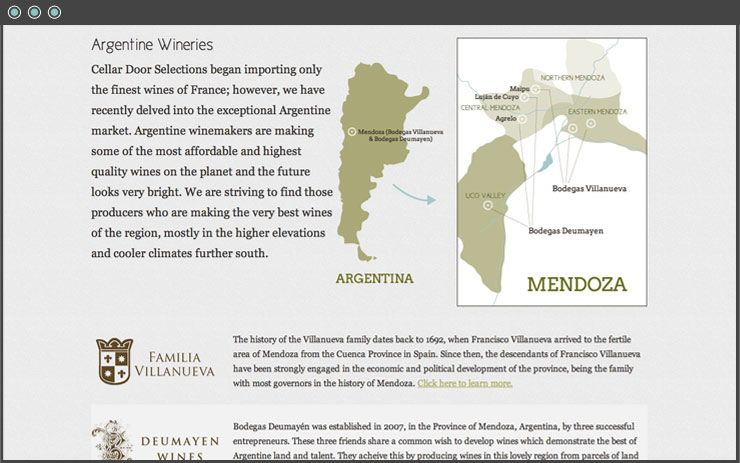 Argentine Wineries
Cellar Door Selections began importing only
the finest wines of France; however, we have
recently delved into the exceptional Argentine
market. Argentine winemakers are making
some of the most affordable and highest
quality wines on the planet and the future
looks very bright. We are striving to find those
producers who are making the very best wines
of the region, mostly in the higher elevations
and cooler climates further south.
Mendoza (Bodegas Villanueva
& Bodegas Deumayen)
ARGENTINA
NORTHERN MENDOZA
Maipu
Luján de Cuyo
CENTRAL MENDOZA
EASTERN MENDOZA
Agrelo
Bodegas Villanueva
UCO VALLEY
Bodegas Deumayen
MENDOZA
FAMILIA
VILLANUEVA
The history of the Villanueva family dates back to 1692, when Francisco Villanueva arrived to the fertile
area of Mendoza from the Cuenca Province in Spain. Since then, the descendants of Francisco Villanueva
have been strongly engaged in the economic and political development of the province, being the family
with most governors in the history of Mendoza. Click here to learn more.
DEUMAYEN
WINES
Bodegas Deumayén was established in 2007, in the Province of Mendoza, Argentina, by three successful
entrepreneurs. These three friends share a common wish to develop wines which demonstrate the best of
Argentine land and talent. They acheive this by producing wines in this lovely region from parcels of land